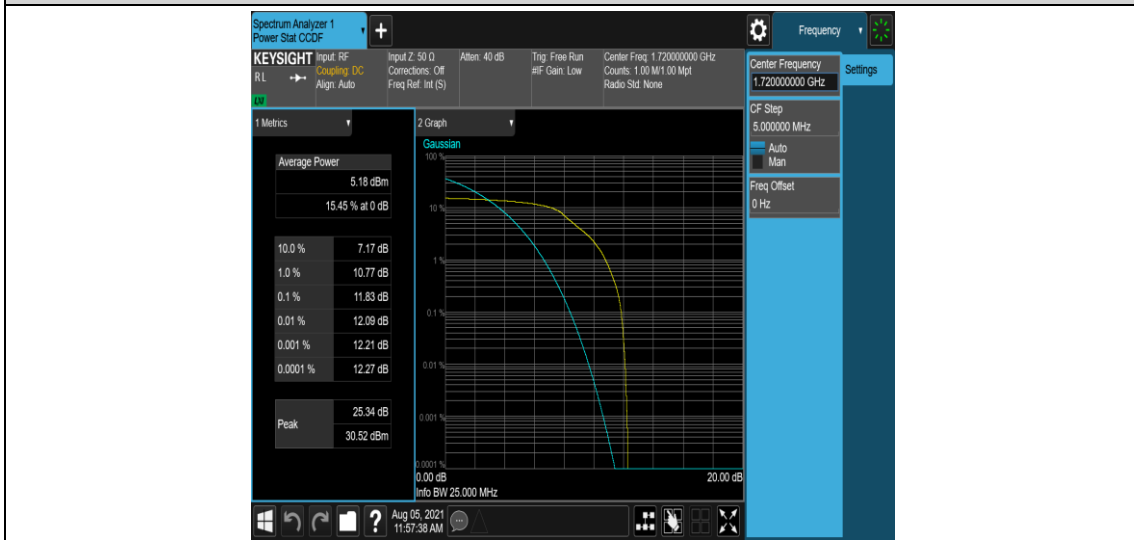 Spectrum Analyzer 1
Power Stat CCDF
+
Frequency
KEYSIGHT
RL
Input: RF
Coupling: DC
Align: Auto
Input Z: 50 Ω
Corrections: Off
Freq Ref: Int (S)
Atten: 40 dB
Trig: Free Run
#IF Gain: Low
Center Freq: 1.720000000 GHz
Counts: 1.00 M/1.00 Mpt
Radio Std: None
Center Frequency
1.720000000 GHz
Settings
CF Step
5.000000 MHz
Auto
Man
Freq Offset
0 Hz
1 Metrics
Average Power
5.18 dBm
15.45 % at 0 dB
10.0 % 7.17 dB
1.0 % 10.77 dB
0.1 % 11.83 dB
0.01 % 12.09 dB
0.001 % 12.21 dB
0.0001 % 12.27 dB
Peak
25.34 dB
30.52 dBm
2 Graph
Gaussian
100 %
10 %
1 %
0.1 %
0.01 %
0.001 %
0.0001 %
0.00 dB 20.00 dB
Info BW 25.000 MHz
?
Aug 05, 2021
11:57:38 AM